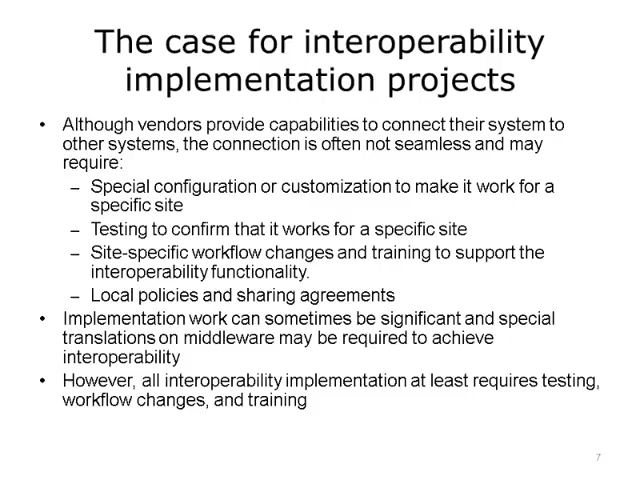 The case for interoperability
implementation projects
• Although vendors provide capabilities to connect their system to
other systems, the connection is often not seamless and may
require:
– Special configuration or customization to make it work for a
specific site
– Testing to confirm that it works for a specific site
– Site-specific workflow changes and training to support the
interoperability functionality.
– Local policies and sharing agreements
• Implementation work can sometimes be significant and special
translations on middleware may be required to achieve
interoperability
• However, all interoperability implementation at least requires testing,
workflow changes, and training
7